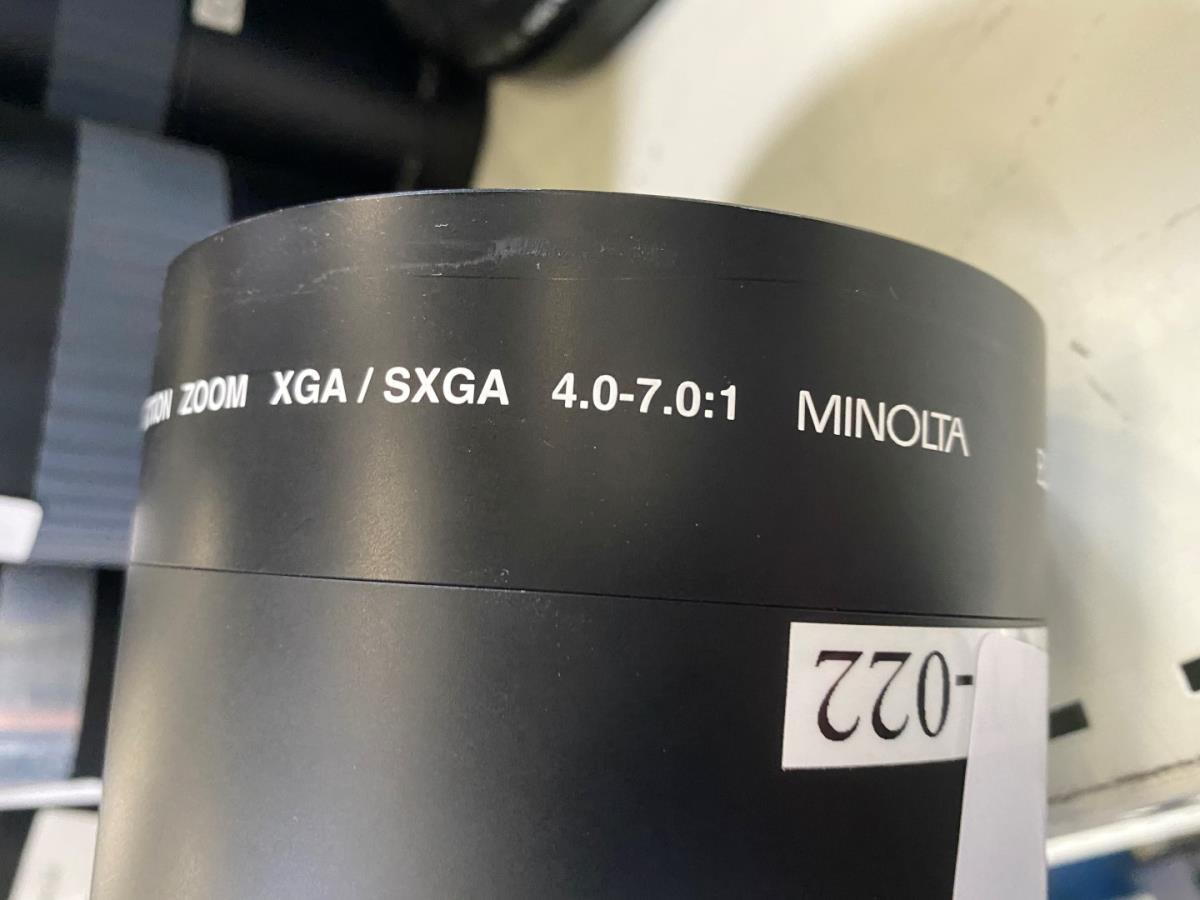 ZOOM XGA / SXGA 4.0-7.0:1 MINOLTA
-022